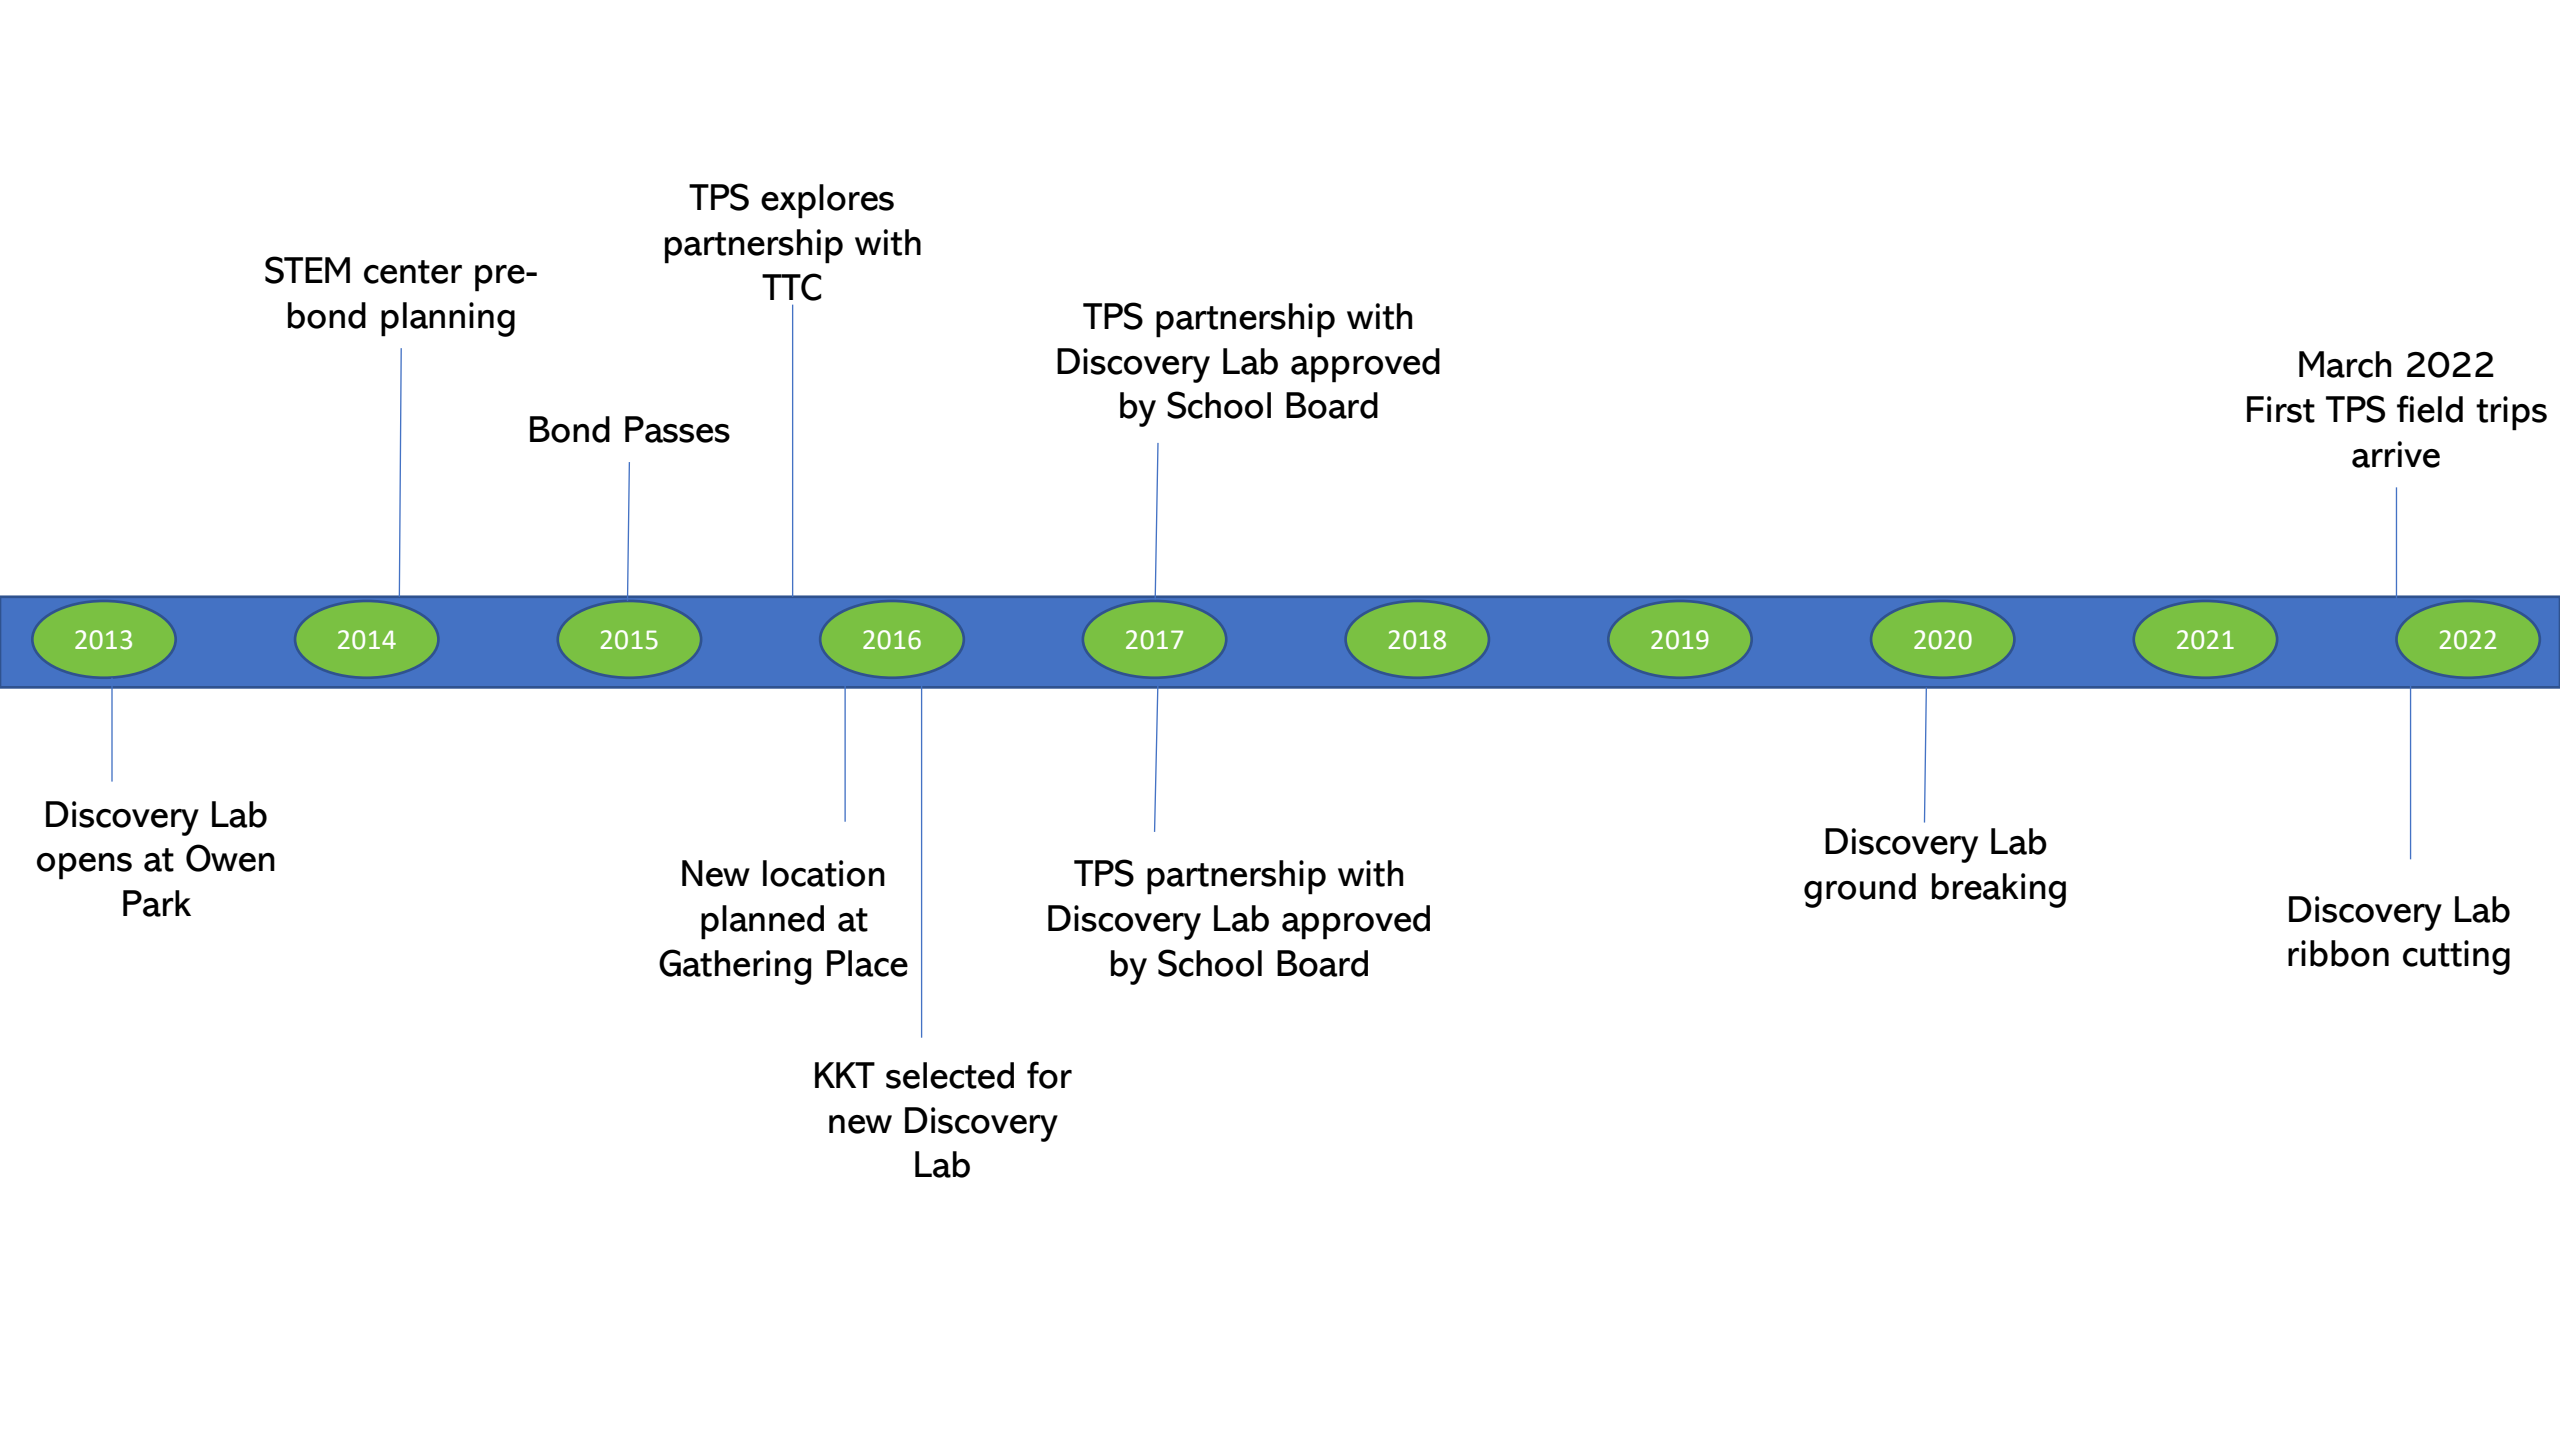 TPS explores
partnership with
TTC
STEM center pre-
bond planning
TPS partnership with
Discovery Lab approved
by School Board
March 2022
First TPS field trips
arrive
Bond Passes
2013
2014
2015
2016
2017
2018
2019
2020
2021
2022
Discovery Lab
opens at Owen
Park
New location
planned at
Gathering Place
TPS partnership with
Discovery Lab approved
by School Board
Discovery Lab
ground breaking
Discovery Lab
ribbon cutting
KKT selected for
new Discovery
Lab